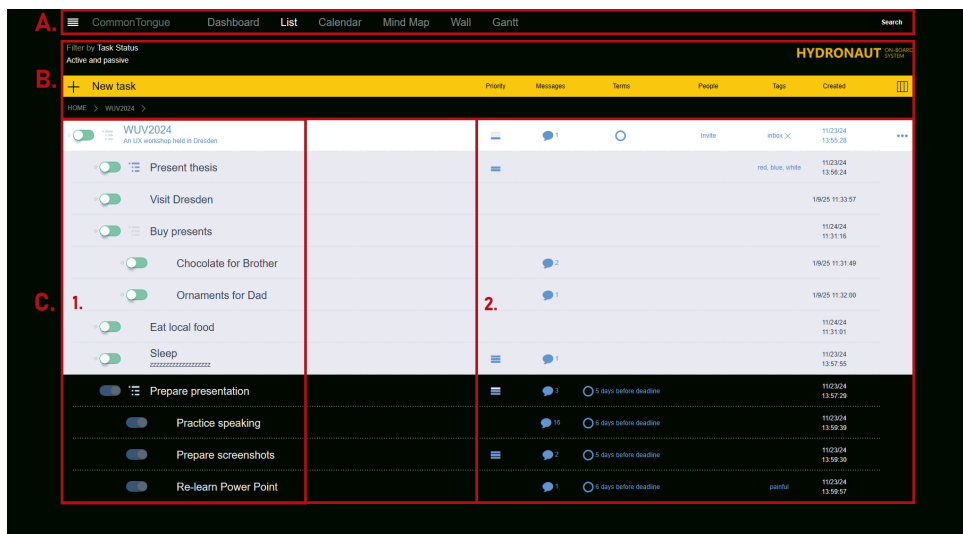 A. CommonTongue Dashboard List Calendar Mind Map Wall Gantt Search
Filter by Task Status
Active and passive
HYDRONAUT ON-BOARD SYSTEM
B. + New task Priority Messages Terms People Tags Created
HOME > WUV2024 >
WUV2024 1 Invite inbox 11/23/24 13:55:28
An UX workshop held in Dresden
Present thesis red, blue, white 11/23/24 13:56:24
Visit Dresden 1/9/25 11:33:57
Buy presents 11/24/24 11:31:16
Chocolate for Brother 2 1/9/25 11:31:49
C. 1. Ornaments for Dad 2. 1 1/9/25 11:32:00
Eat local food 11/24/24 11:31:01
Sleep 1 11/23/24 13:57:55
zzzzzzzzzzzzzzzzzzz
Prepare presentation 3 5 days before deadline 11/23/24 13:57:29
Practice speaking 16 6 days before deadline 11/23/24 13:59:39
Prepare screenshots 2 5 days before deadline 11/23/24 13:59:30
Re-learn Power Point 1 6 days before deadline painful 11/23/24 13:59:57